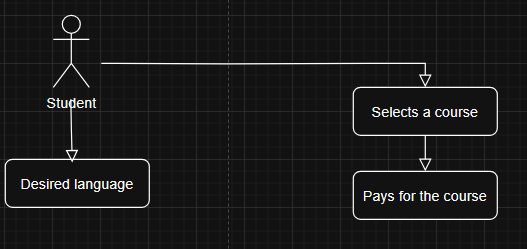 Student
Selects a course
Desired language
Pays for the course